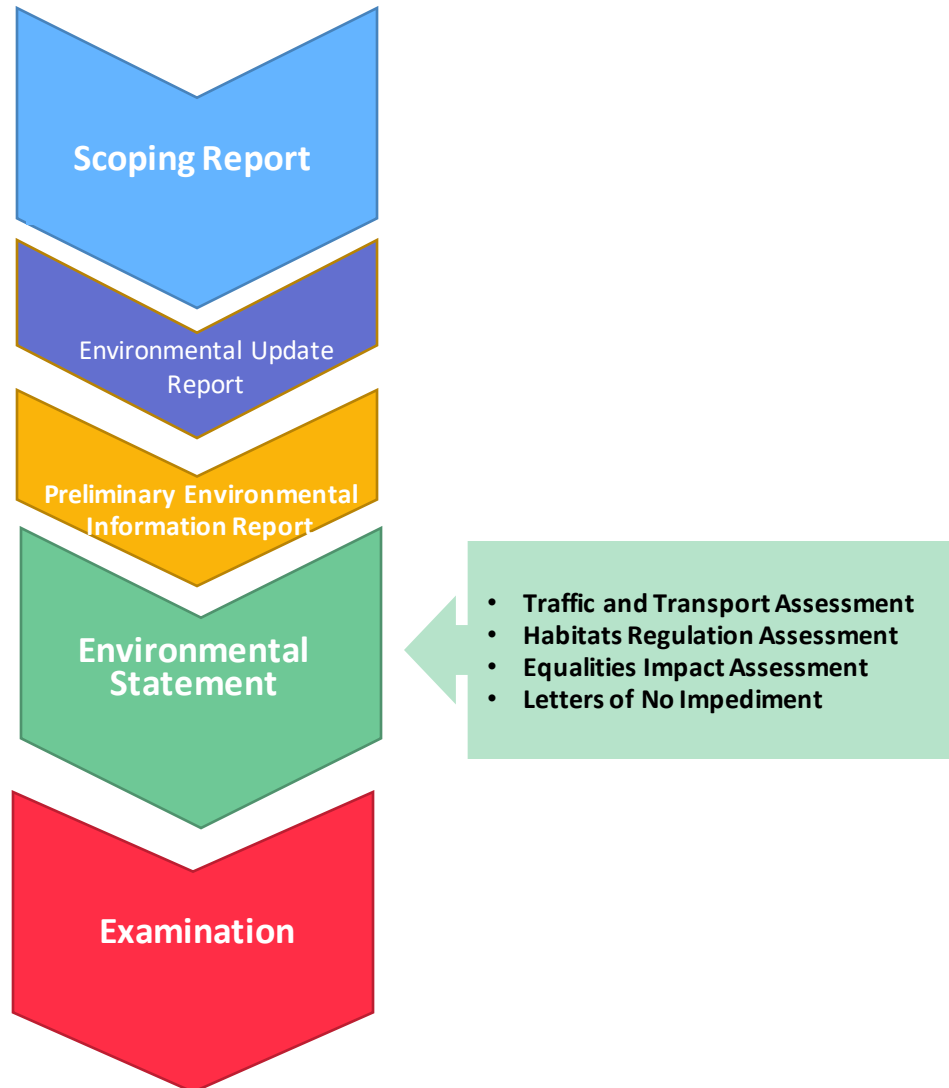 Scoping Report
Environmental Update
Report
Preliminary Environmental
Information Report
Environmental
Statement
• Traffic and Transport Assessment
• Habitats Regulation Assessment
• Equalities Impact Assessment
• Letters of No Impediment
Examination